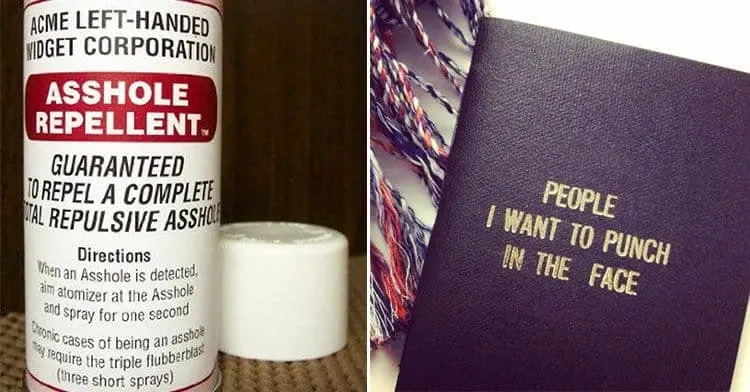 ACME LEFT-HANDED
WIDGET CORPORATION
ASSHOLE
REPELLENT™
GUARANTEED
TO REPEL A COMPLETE
TOTAL REPULSIVE ASSHOLE
Directions
When an Asshole is detected,
aim atomizer at the Asshole
and spray for one second
Chronic cases of being an asshole
may require the triple flubberblast
(three short sprays)
PEOPLE
I WANT TO PUNCH
IN THE FACE